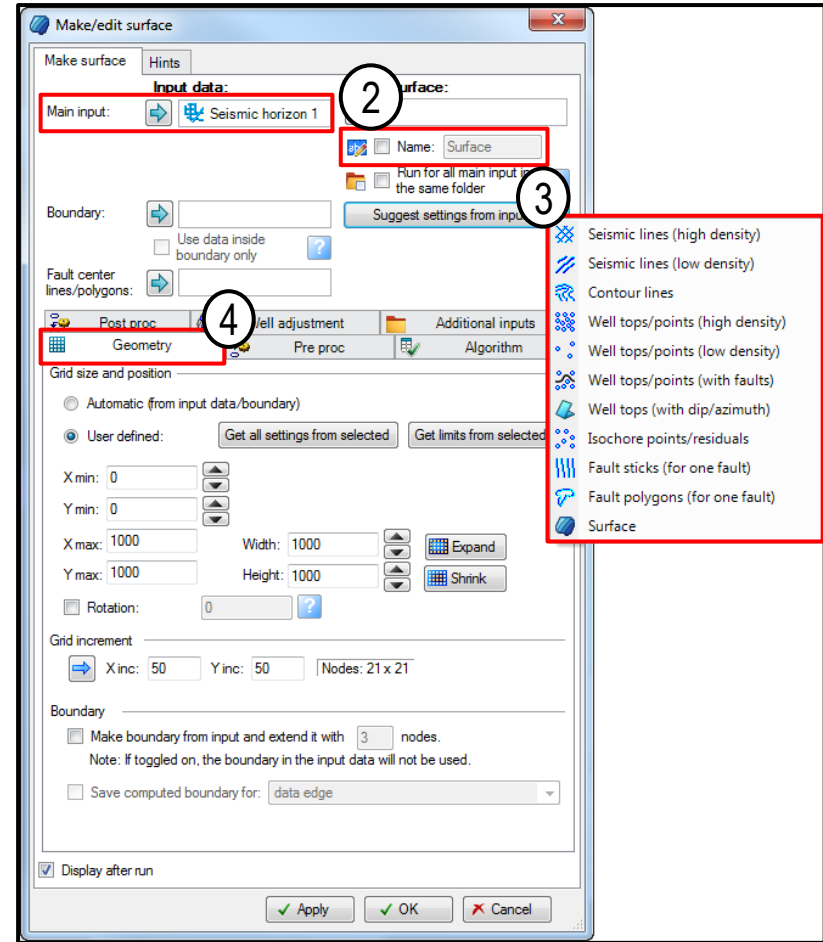 Make/edit surface
Make surface
Hints
Input data:
urface:
2
Main input:
Seismic horizon 1
Name:
Surface
Run for all main input in
the same folder
3
Boundary:
Suggest settings from inpu
Use data inside
boundary only
?
Fault center
lines/polygons:
Seismic lines (high density)
Seismic lines (low density)
Contour lines
Well tops/points (high density)
Well tops/points (low density)
Well tops/points (with faults)
Well tops (with dip/azimuth)
Isochore points/residuals
Fault sticks (for one fault)
Fault polygons (for one fault)
Surface
4
Post proc
ell adjustment
Additional inputs
Geometry
Pre proc
Algorithm
Grid size and position
Automatic (from input data/boundary)
User defined:
Get all settings from selected
Get limits from selected
X min: 0
Y min: 0
X max: 1000
Width: 1000
Expand
Y max: 1000
Height: 1000
Shrink
Rotation:
0
?
Grid increment
X inc: 50
Y inc: 50
Nodes: 21 x 21
Boundary
Make boundary from input and extend it with 3 nodes.
Note: If toggled on, the boundary in the input data will not be used.
Save computed boundary for: data edge
Display after run
Apply
OK
Cancel